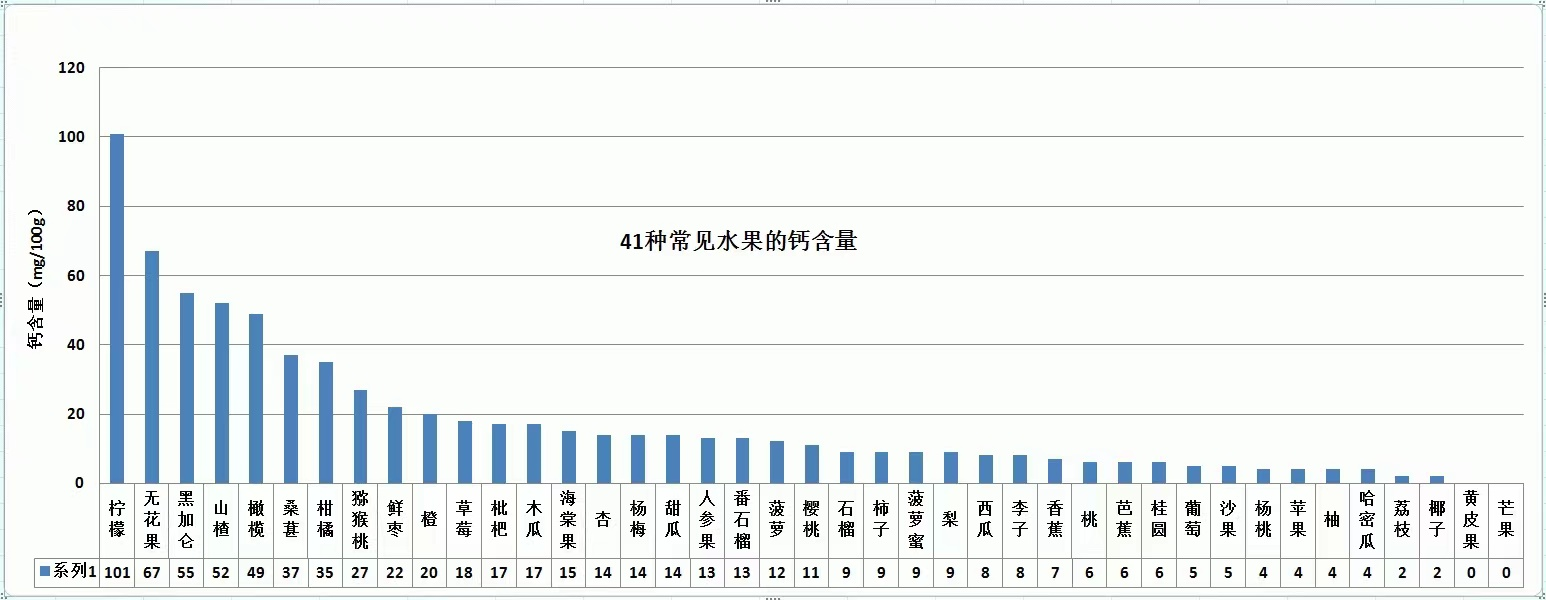 41种常见水果的钙含量
钙含量（mg/100g）
120
100
80
60
40
20
0
柠檬 无花果 黑加仑 山楂 橄榄 桑葚 柑橘 猕猴桃 鲜枣 橙 草莓 枇杷 木瓜 海棠果 杏 杨梅 甜瓜 人参果 番石榴 菠萝 樱桃 石榴 柿子 菠萝蜜 梨 西瓜 李子 香蕉 桃 芭蕉 桂圆 葡萄 沙果 杨桃 苹果 柚 哈密瓜 荔枝 椰子 黄皮果 芒果
系列1 101 67 55 52 49 37 35 27 22 20 18 17 17 15 14 14 14 13 13 12 11 9 9 9 9 8 8 7 6 6 6 5 5 4 4 4 4 2 2 0 0